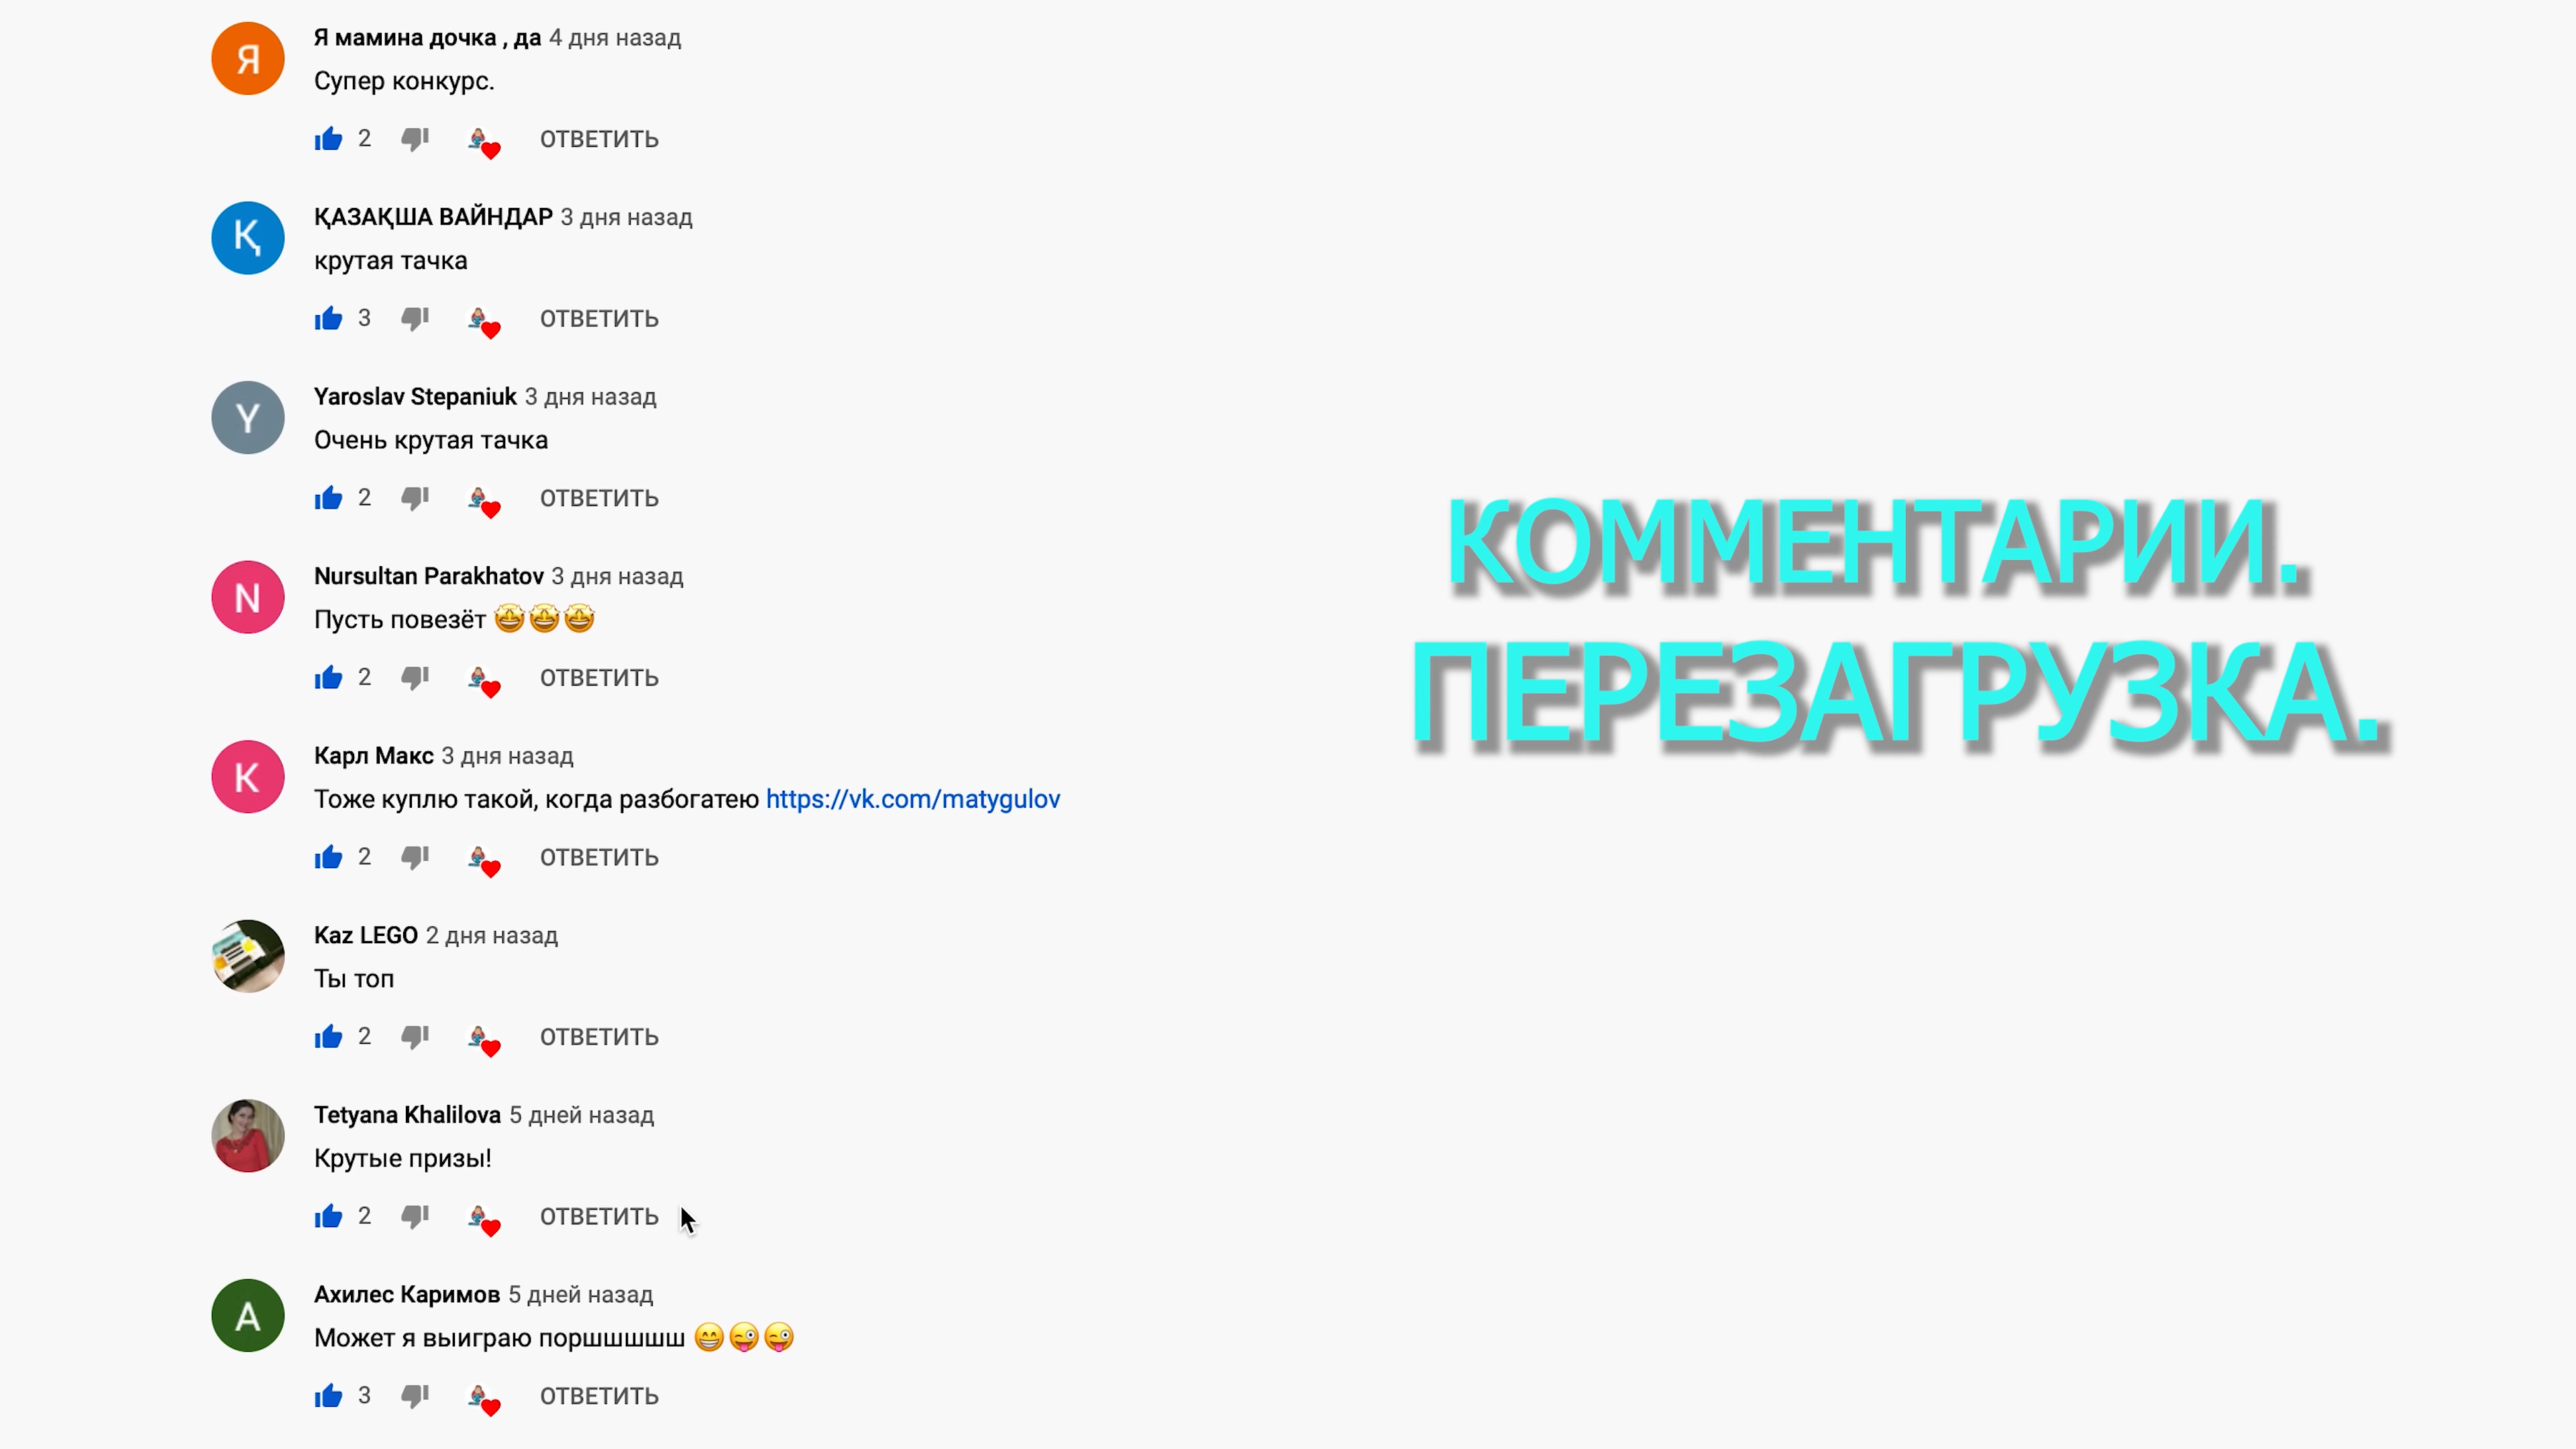 Я
Я мамина дочка , да 4 дня назад
Супер конкурс.
2 ОТВЕТИТЬ
Қ
ҚАЗАҚША ВАЙНДАР 3 дня назад
крутая тачка
3 ОТВЕТИТЬ
Y
Yaroslav Stepaniuk 3 дня назад
Очень крутая тачка
2 ОТВЕТИТЬ
N
Nursultan Parakhatov 3 дня назад
Пусть повезёт 🤩🤩🤩
2 ОТВЕТИТЬ
К
Карл Макс 3 дня назад
Тоже куплю такой, когда разбогатею https://vk.com/matygulov
2 ОТВЕТИТЬ
Kaz LEGO 2 дня назад
Ты топ
2 ОТВЕТИТЬ
Tetyana Khalilova 5 дней назад
Крутые призы!
2 ОТВЕТИТЬ
А
Ахилес Каримов 5 дней назад
Может я выиграю поршшшшш 😁😜😜
3 ОТВЕТИТЬ
КОММЕНТАРИИ.
ПЕРЕЗАГРУЗКА.